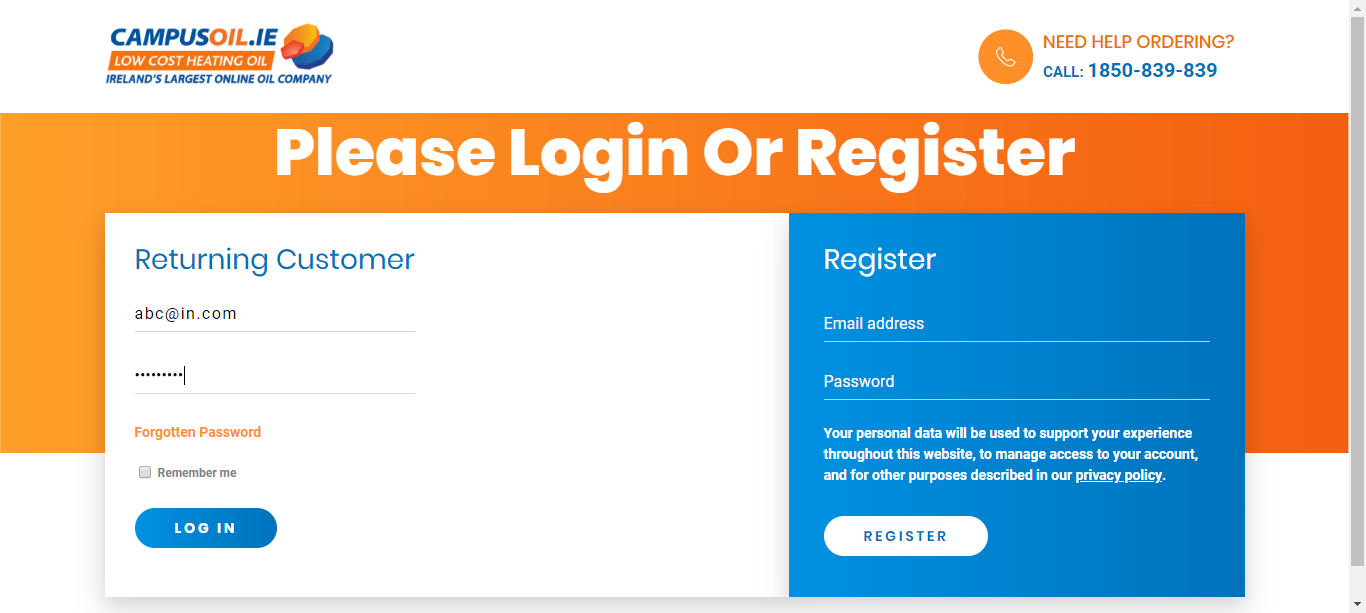 CAMPUSOIL.IE
LOW COST HEATING OIL
IRELAND'S LARGEST ONLINE OIL COMPANY
NEED HELP ORDERING?
CALL: 1850-839-839
Please Login Or Register
Returning Customer
abc@in.com
•••••••••
Forgotten Password
Remember me
LOG IN
Register
Email address
Password
Your personal data will be used to support your experience
throughout this website, to manage access to your account,
and for other purposes described in our privacy policy.
REGISTER